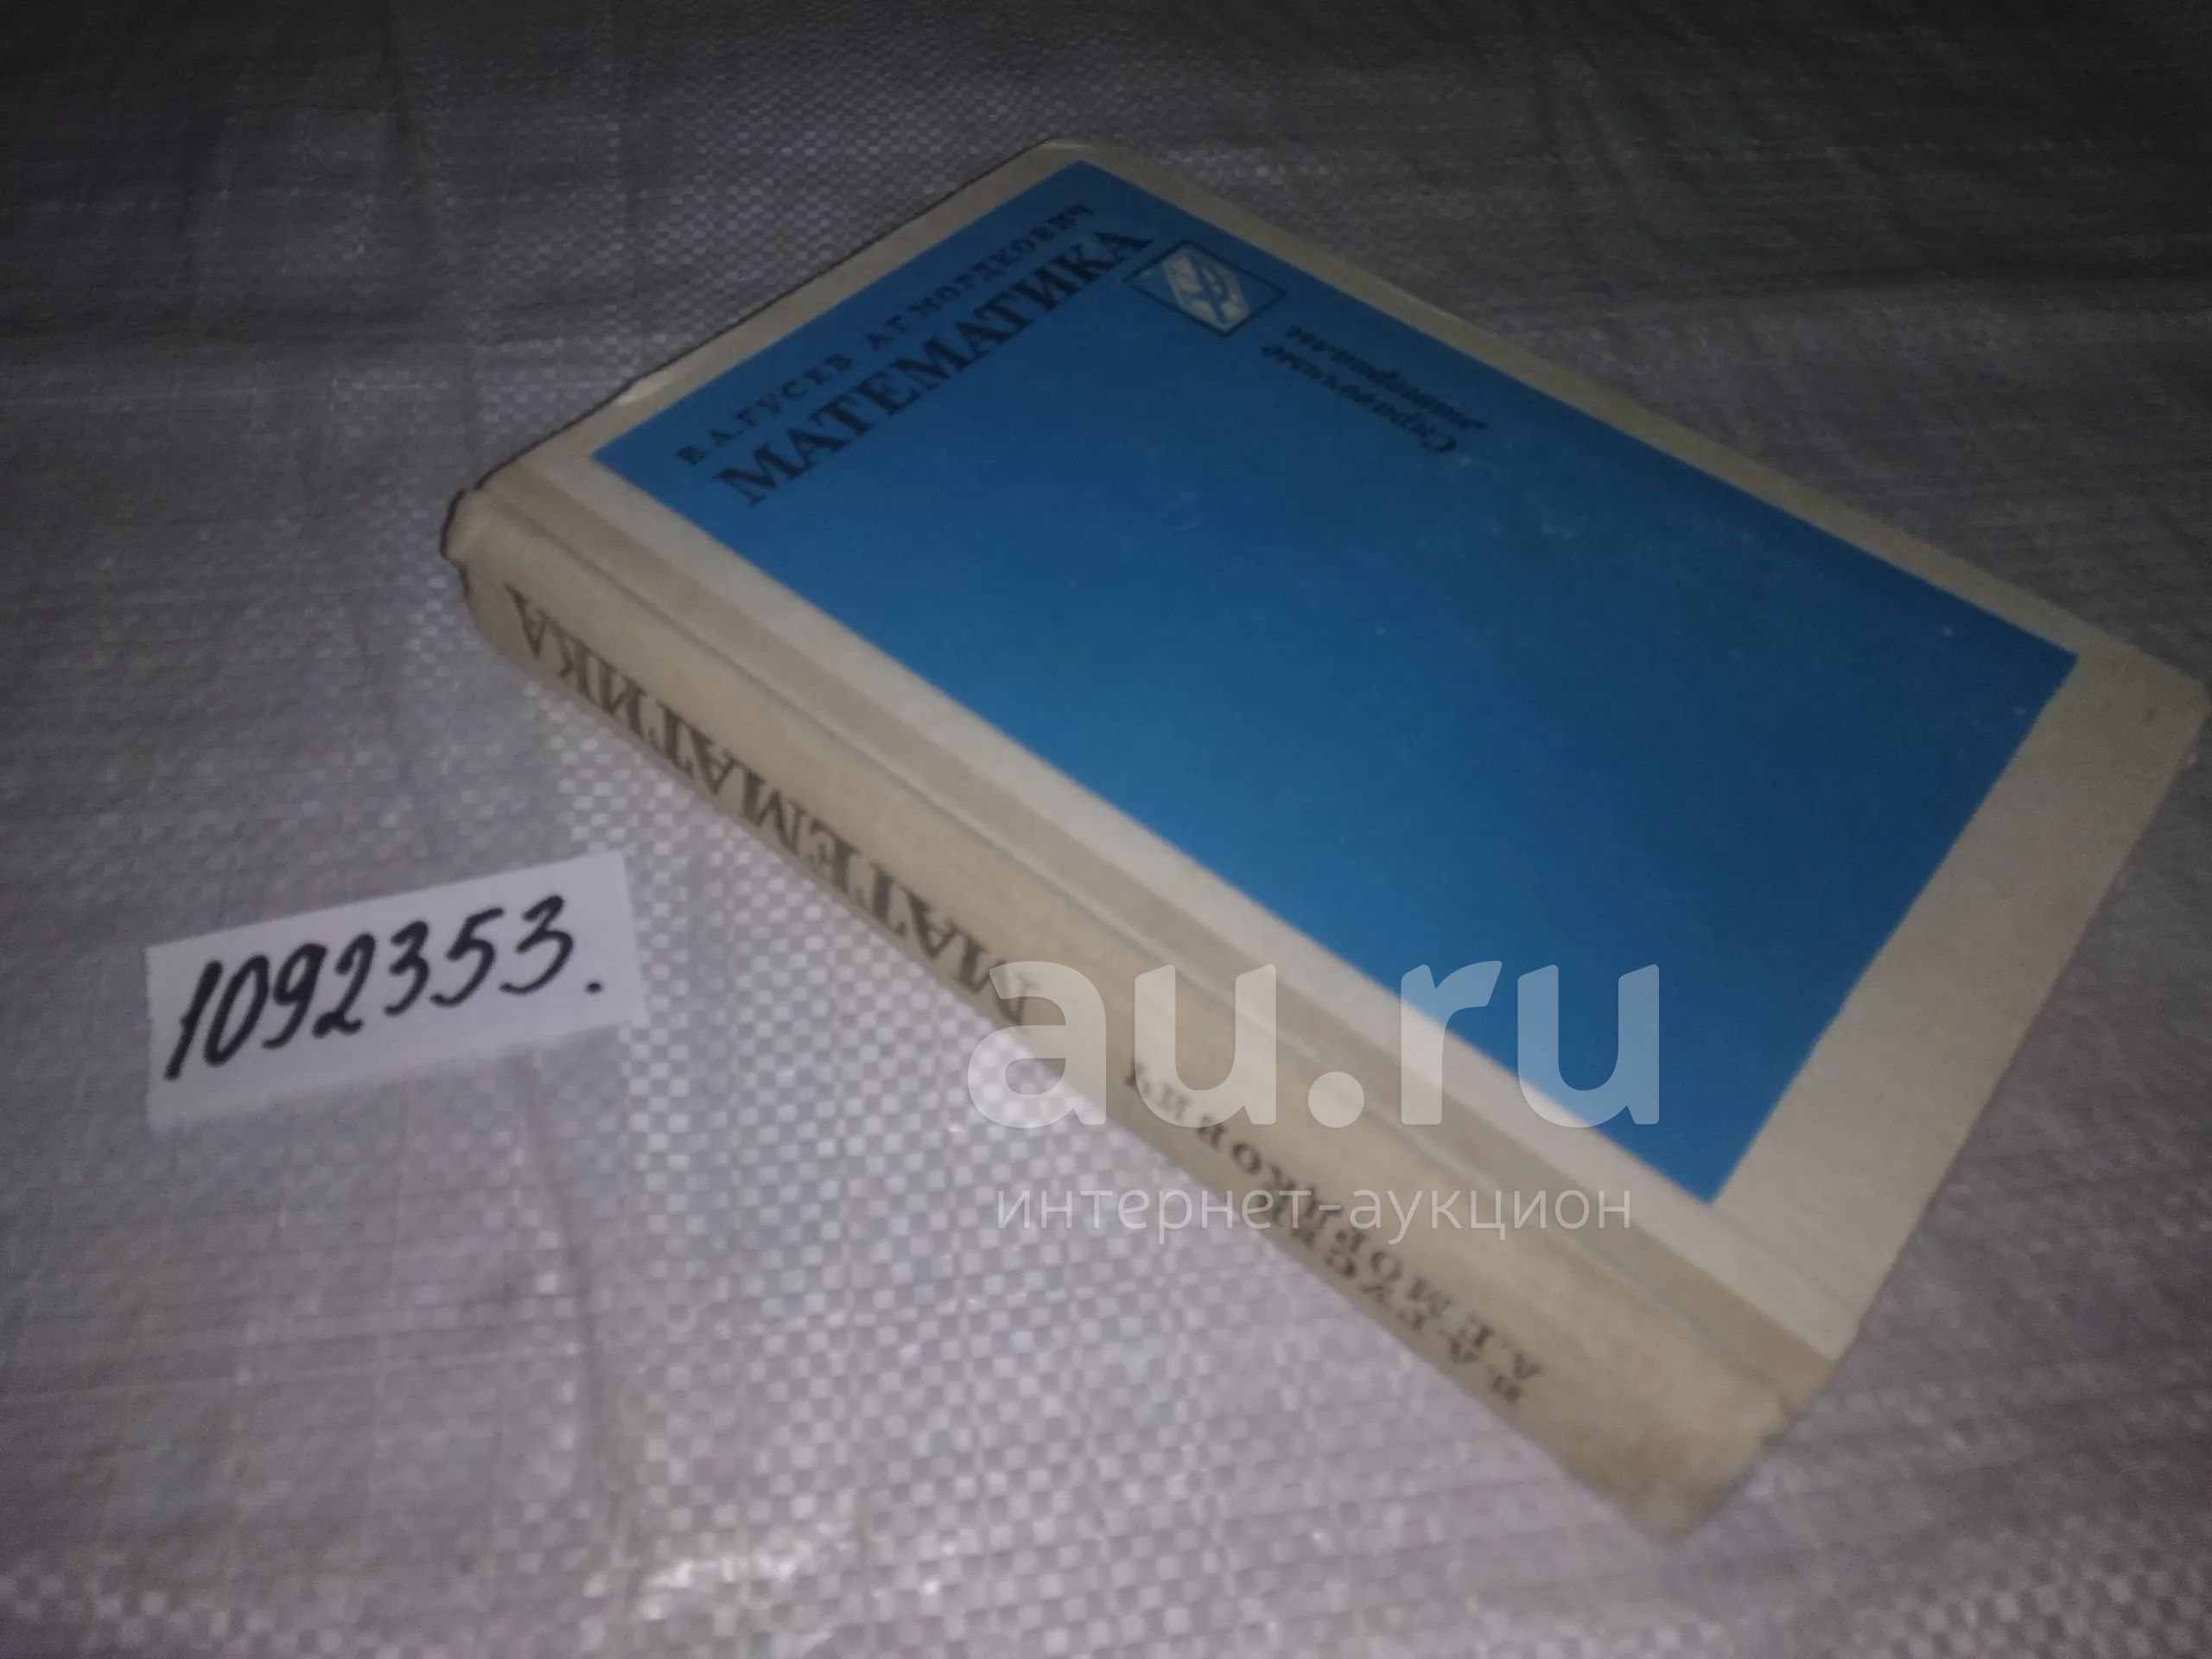 В.А.ГУСЕВ А.Г.МОРДКОВИЧ
МАТЕМАТИКА
Справочные
материалы
МАТЕМАТИКА
В.А.ГУСЕВ
А.Г.МОРДКОВИЧ
1092353.
au.ru
интернет-аукцион